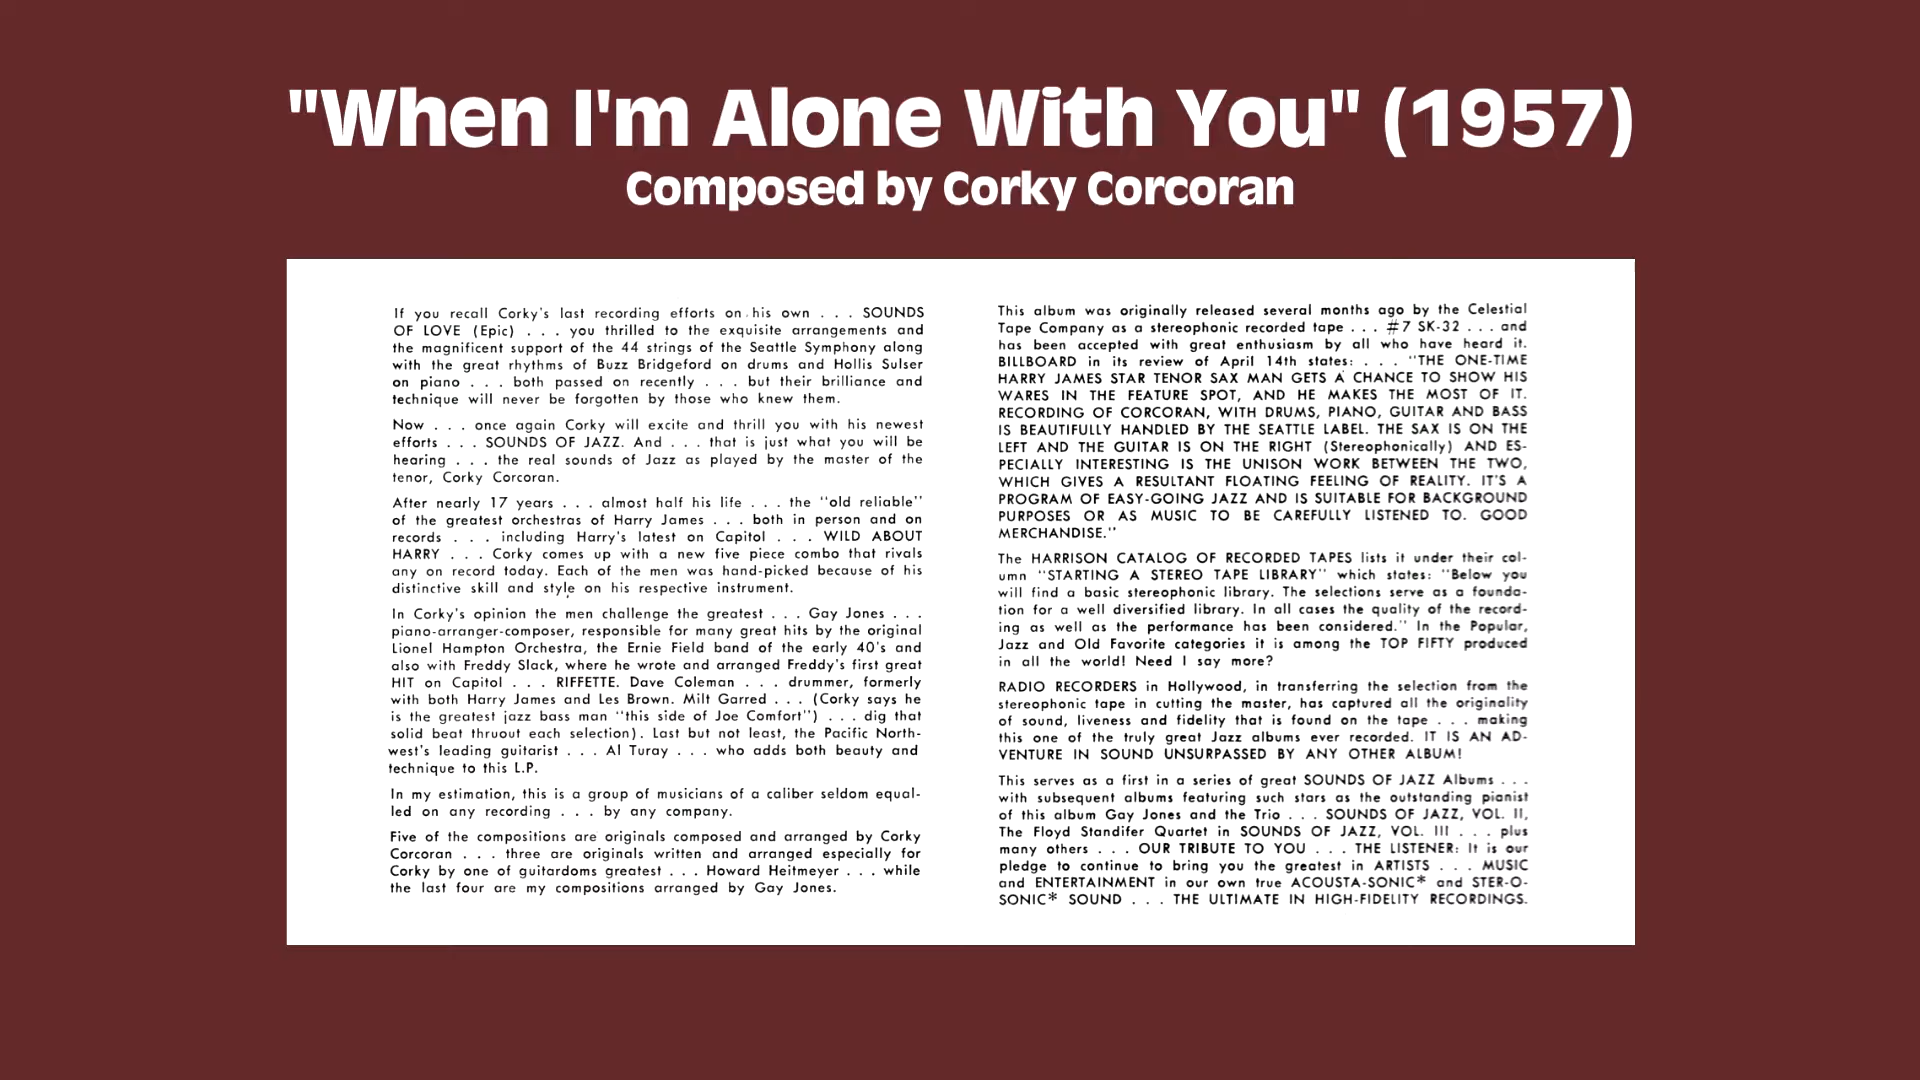 "When I'm Alone With You" (1957)
Composed by Corky Corcoran
If you recall Corky's last recording efforts on his own . . . SOUNDS
OF LOVE (Epic) . . . you thrilled to the exquisite arrangements and
the magnificent support of the 44 strings of the Seattle Symphony along
with the great rhythms of Buzz Bridgeford on drums and Hollis Sulser
on piano . . . both passed on recently . . . but their brilliance and
technique will never be forgotten by those who knew them.
Now . . . once again Corky will excite and thrill you with his newest
efforts . . . SOUNDS OF JAZZ. And . . . that is just what you will be
hearing . . . the real sounds of Jazz as played by the master of the
tenor, Corky Corcoran.
After nearly 17 years . . . almost half his life . . . the "old reliable"
of the greatest orchestras of Harry James . . . both in person and on
records . . . including Harry's latest on Capitol . . . WILD ABOUT
HARRY . . . Corky comes up with a new five piece combo that rivals
any on record today. Each of the men was hand-picked because of his
distinctive skill and style on his respective instrument.
In Corky's opinion the men challenge the greatest . . . Gay Jones . . .
piano-arranger-composer, responsible for many great hits by the original
Lionel Hampton Orchestra, the Ernie Field band of the early 40's and
also with Freddy Slack, where he wrote and arranged Freddy's first great
HIT on Capitol . . . RIFFETTE. Dave Coleman . . . drummer, formerly
with both Harry James and Les Brown. Milt Garred . . . (Corky says he
is the greatest jazz bass man "this side of Joe Comfort") . . . dig that
solid beat thruout each selection). Last but not least, the Pacific North-
west's leading guitarist . . . Al Turay . . . who adds both beauty and
technique to this L.P.
In my estimation, this is a group of musicians of a caliber seldom equal-
led on any recording . . . by any company.
Five of the compositions are originals composed and arranged by Corky
Corcoran . . . three are originals written and arranged especially for
Corky by one of guitardoms greatest . . . Howard Heitmeyer . . . while
the last four are my compositions arranged by Gay Jones.
This album was originally released several months ago by the Celestial
Tape Company as a stereophonic recorded tape . . . #7 SK-32 . . . and
has been accepted with great enthusiasm by all who have heard it.
BILLBOARD in its review of April 14th states: . . . "THE ONE-TIME
HARRY JAMES STAR TENOR SAX MAN GETS A CHANCE TO SHOW HIS
WARES IN THE FEATURE SPOT, AND HE MAKES THE MOST OF IT.
RECORDING OF CORCORAN, WITH DRUMS, PIANO, GUITAR AND BASS
IS BEAUTIFULLY HANDLED BY THE SEATTLE LABEL. THE SAX IS ON THE
LEFT AND THE GUITAR IS ON THE RIGHT (Stereophonically) AND ES-
PECIALLY INTERESTING IS THE UNISON WORK BETWEEN THE TWO,
WHICH GIVES A RESULTANT FLOATING FEELING OF REALITY. IT'S A
PROGRAM OF EASY-GOING JAZZ AND IS SUITABLE FOR BACKGROUND
PURPOSES OR AS MUSIC TO BE CAREFULLY LISTENED TO. GOOD
MERCHANDISE."
The HARRISON CATALOG OF RECORDED TAPES lists it under their col-
umn "STARTING A STEREO TAPE LIBRARY" which states: "Below you
will find a basic stereophonic library. The selections serve as a founda-
tion for a well diversified library. In all cases the quality of the record-
ing as well as the performance has been considered." In the Popular,
Jazz and Old Favorite categories it is among the TOP FIFTY produced
in all the world! Need I say more?
RADIO RECORDERS in Hollywood, in transferring the selection from the
stereophonic tape in cutting the master, has captured all the originality
of sound, liveness and fidelity that is found on the tape . . . making
this one of the truly great Jazz albums ever recorded. IT IS AN AD-
VENTURE IN SOUND UNSURPASSED BY ANY OTHER ALBUM!
This serves as a first in a series of great SOUNDS OF JAZZ Albums . . .
with subsequent albums featuring such stars as the outstanding pianist
of this album Gay Jones and the Trio . . . SOUNDS OF JAZZ, VOL. II,
The Floyd Standifer Quartet in SOUNDS OF JAZZ, VOL. III . . . plus
many others . . . OUR TRIBUTE TO YOU . . . THE LISTENER: It is our
pledge to continue to bring you the greatest in ARTISTS . . . MUSIC
and ENTERTAINMENT in our own true ACOUSTA-SONIC* and STER-O-
SONIC* SOUND . . . THE ULTIMATE IN HIGH-FIDELITY RECORDINGS.